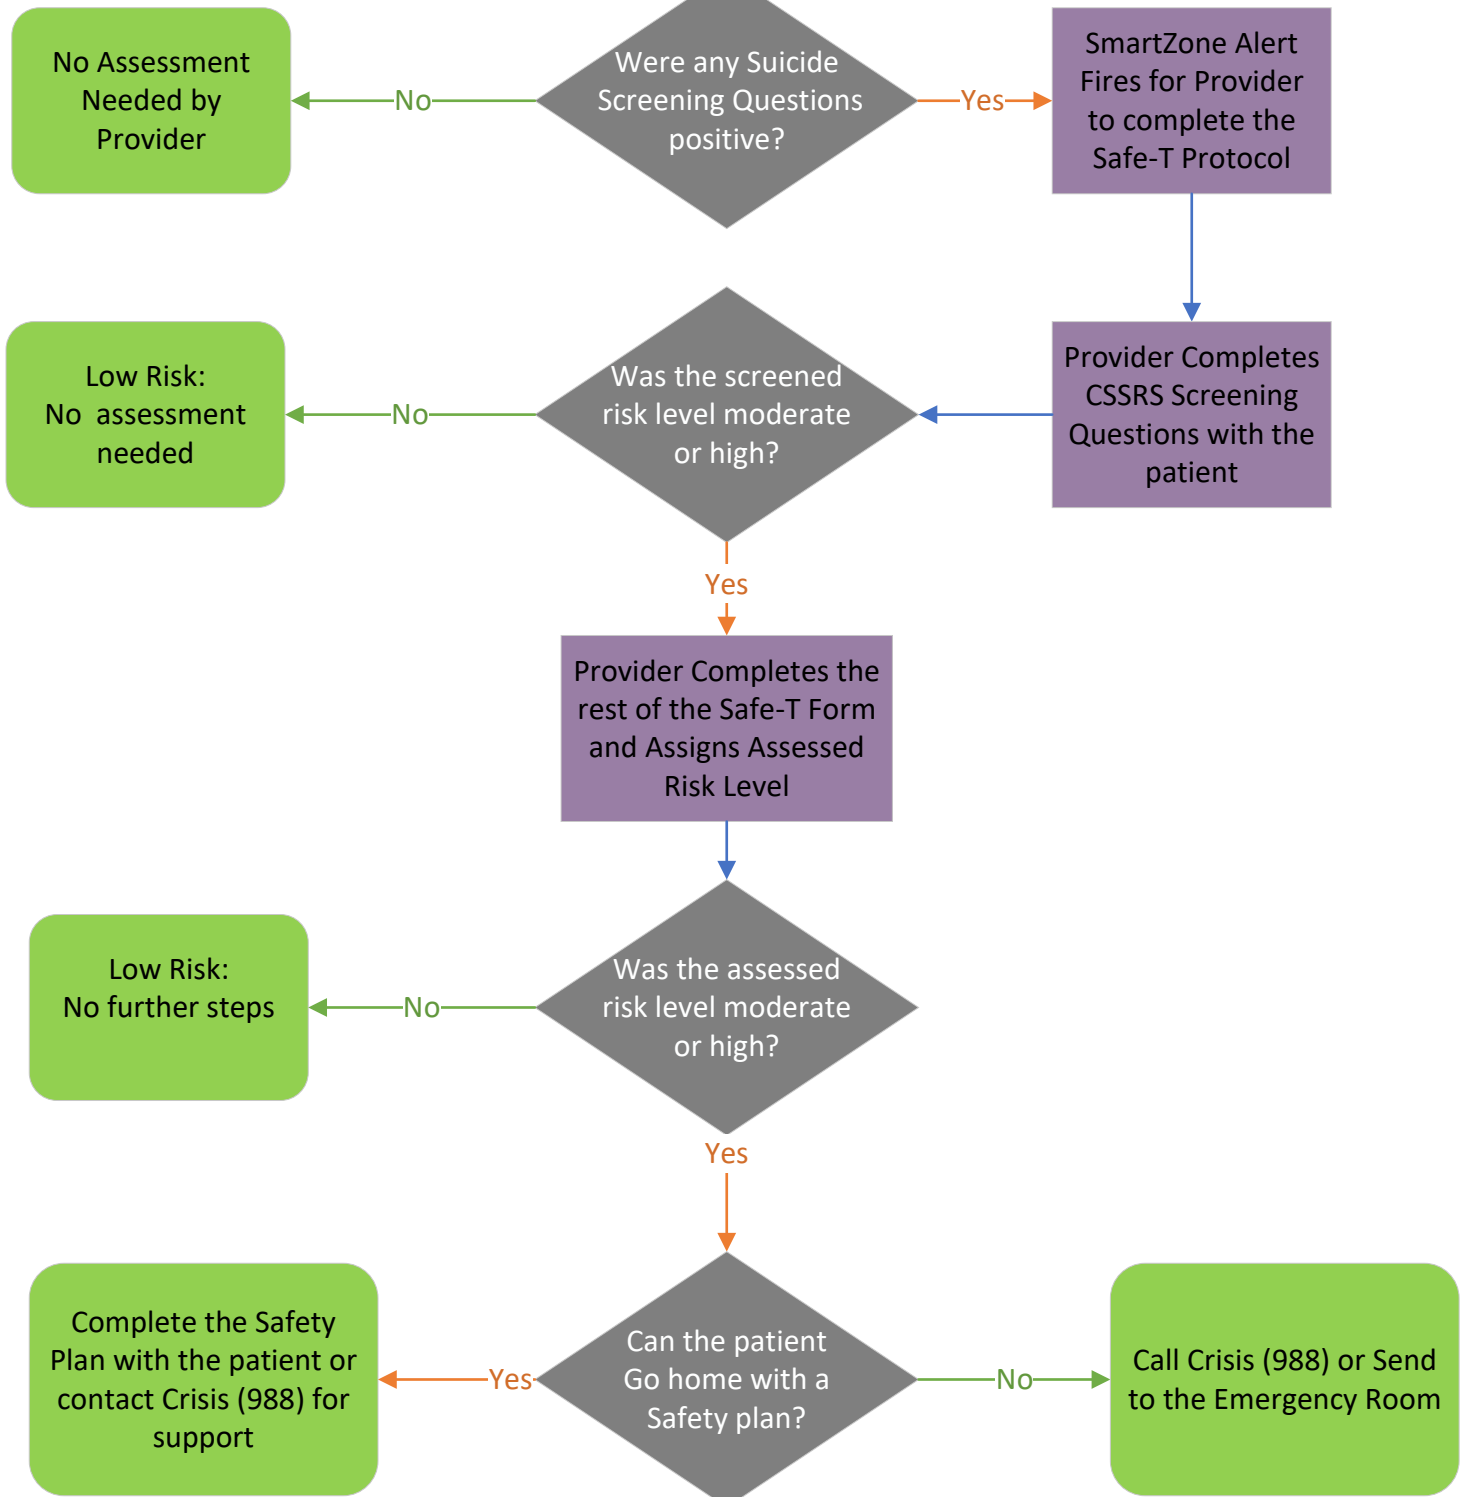 No Assessment
Needed by
Provider
No
Were any Suicide
Screening Questions
positive?
Yes
SmartZone Alert
Fires for Provider
to complete the
Safe-T Protocol
Low Risk:
No assessment
needed
No
Was the screened
risk level moderate
or high?
Provider Completes
CSSRS Screening
Questions with the
patient
Yes
Provider Completes the
rest of the Safe-T Form
and Assigns Assessed
Risk Level
Low Risk:
No further steps
No
Was the assessed
risk level moderate
or high?
Yes
Complete the Safety
Plan with the patient or
contact Crisis (988) for
support
Yes
Can the patient
Go home with a
Safety plan?
No
Call Crisis (988) or Send
to the Emergency Room